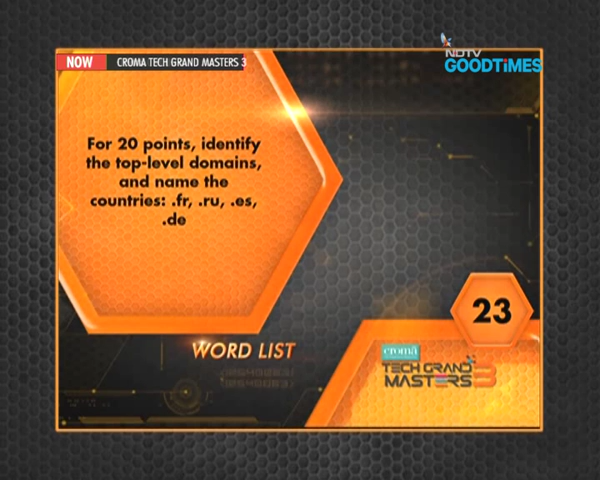 NDTV
GOODTiMES
NOW CROMA TECH GRAND MASTERS 3
For 20 points, identify
the top-level domains,
and name the
countries: .fr, .ru, .es,
.de
23
WORD LIST
croma
TECH GRAND
MASTERS 3